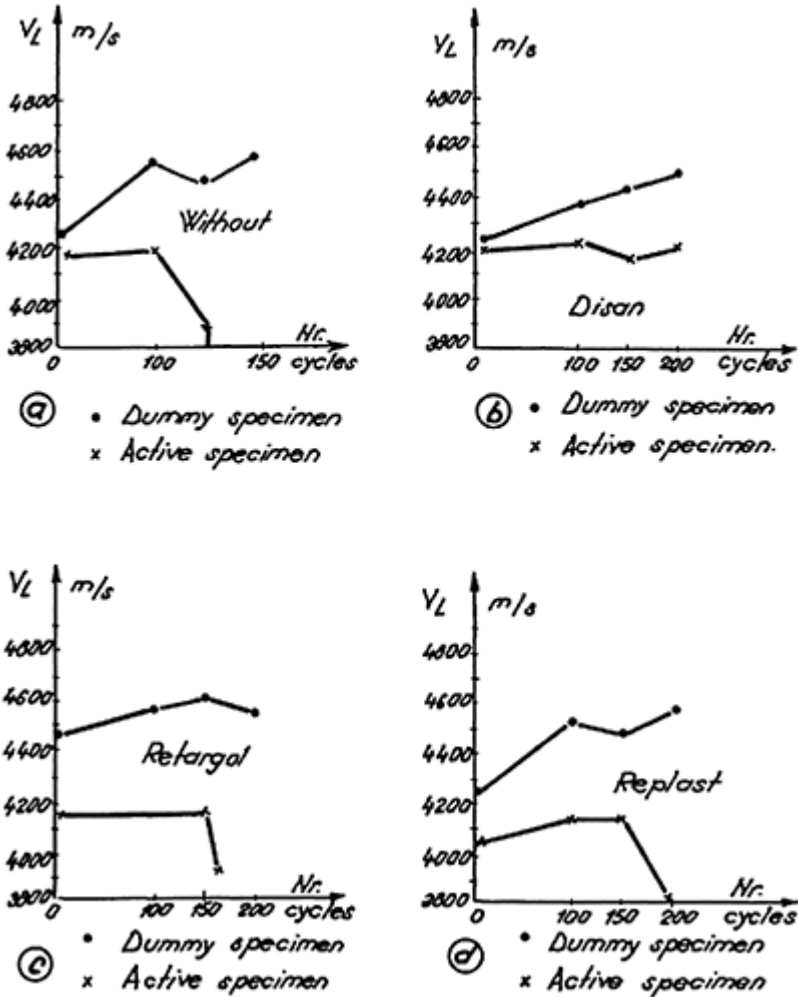 V_L m/s
4800
4600
4400
4200
4000
3800
Without
Nr.
0 100 150 cycles
ⓐ • Dummy specimen
x Active specimen
V_L m/s
4800
4600
4400
4200
4000
3800
Disan
Nr.
0 100 150 200 cycles
ⓑ • Dummy specimen
x Active specimen.
V_L m/s
4800
4600
4400
4200
4000
3800
Retargol
Nr.
0 100 150 200 cycles
ⓒ • Dummy specimen
x Active specimen
V_L m/s
4800
4600
4400
4200
4000
3800
Replast
Nr.
0 100 150 200 cycles
ⓓ • Dummy specimen
x Active specimen